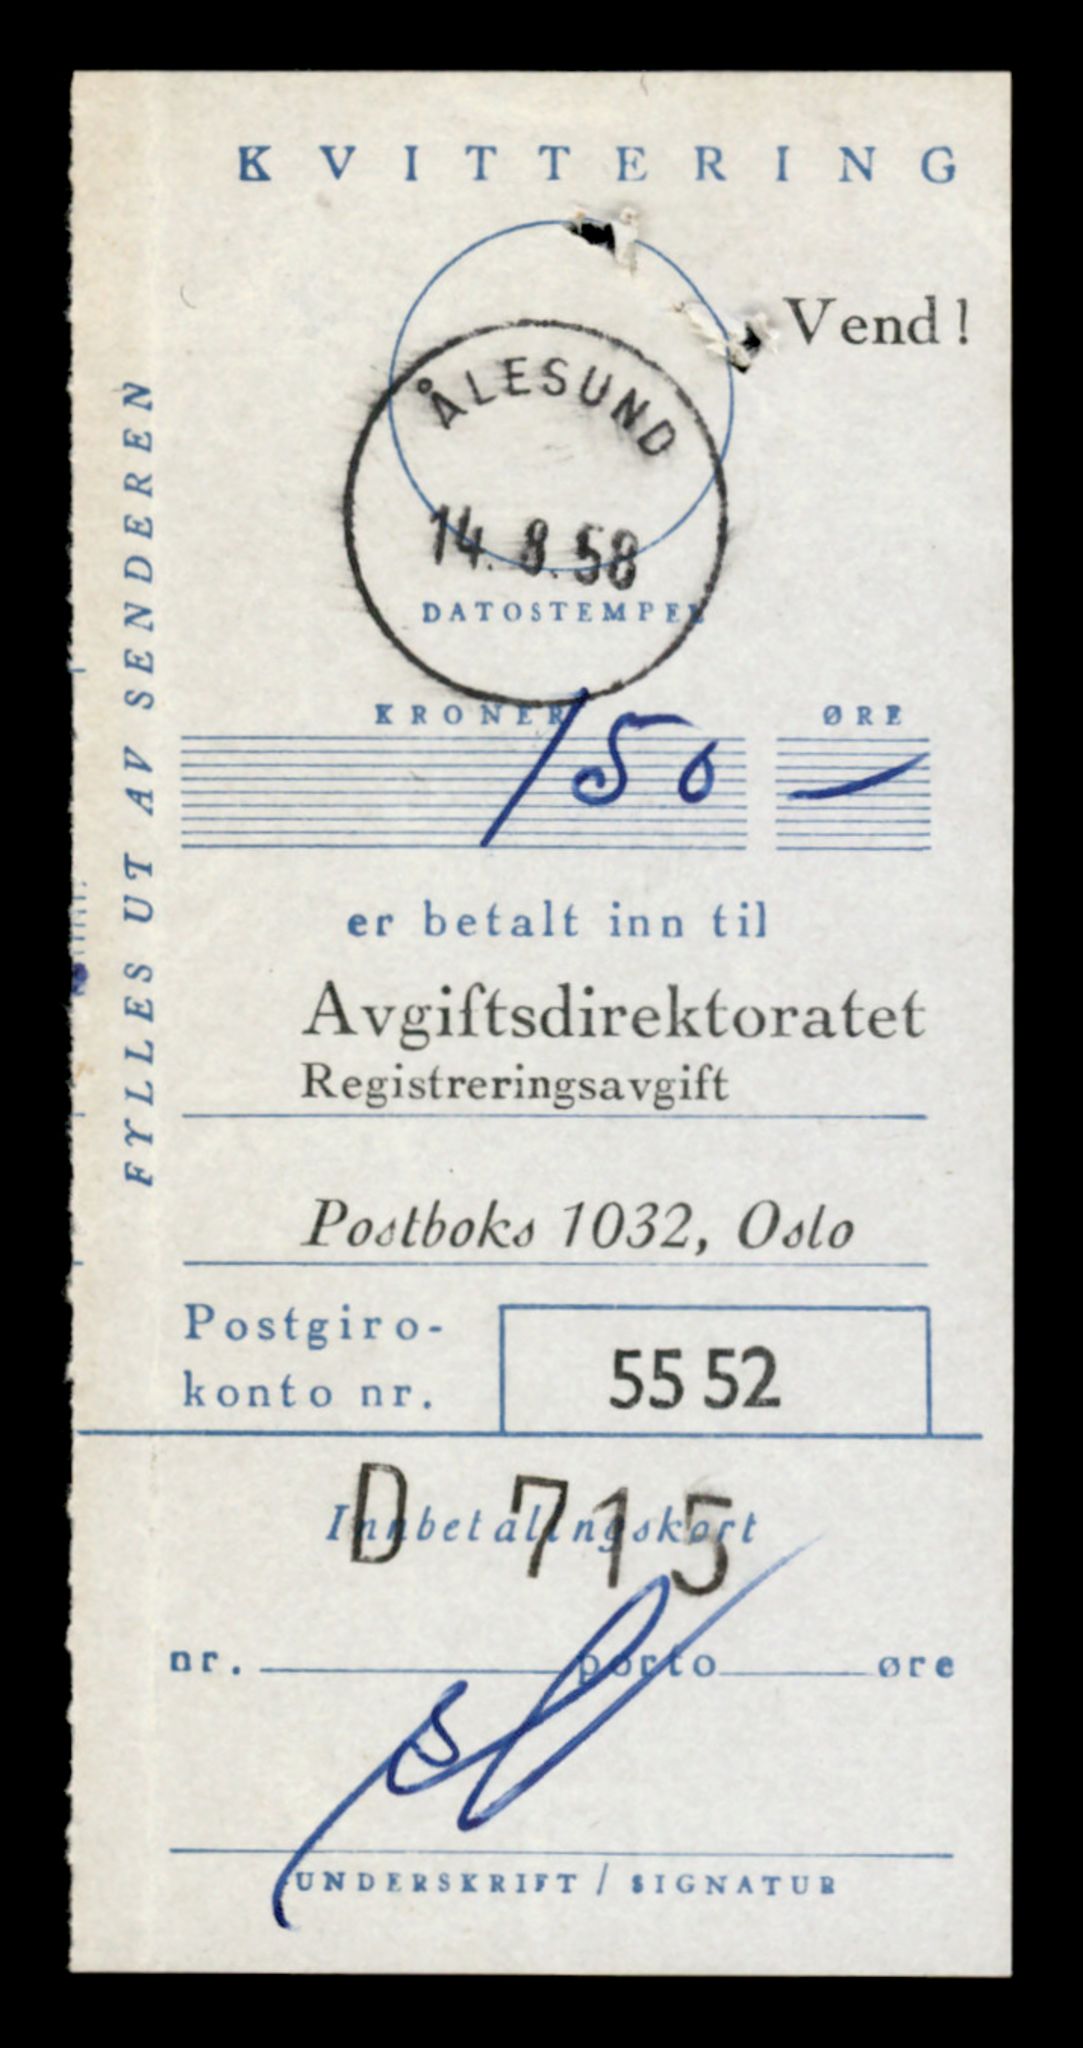 KVITTERING
Vend!
ÅLESUND
14.8.58
DATOSTEMPEL
KRONER ØRE
150 —
er betalt inn til
Avgiftsdirektoratet
Registreringsavgift
Postboks 1032, Oslo
Postgiro-
konto nr. 55 52
D 715
Innbetalingskort
nr. porto øre
UNDERSKRIFT / SIGNATUR
FYLLES UT AV SENDEREN